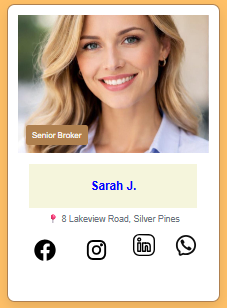 Senior Broker
Sarah J.
8 Lakeview Road, Silver Pines